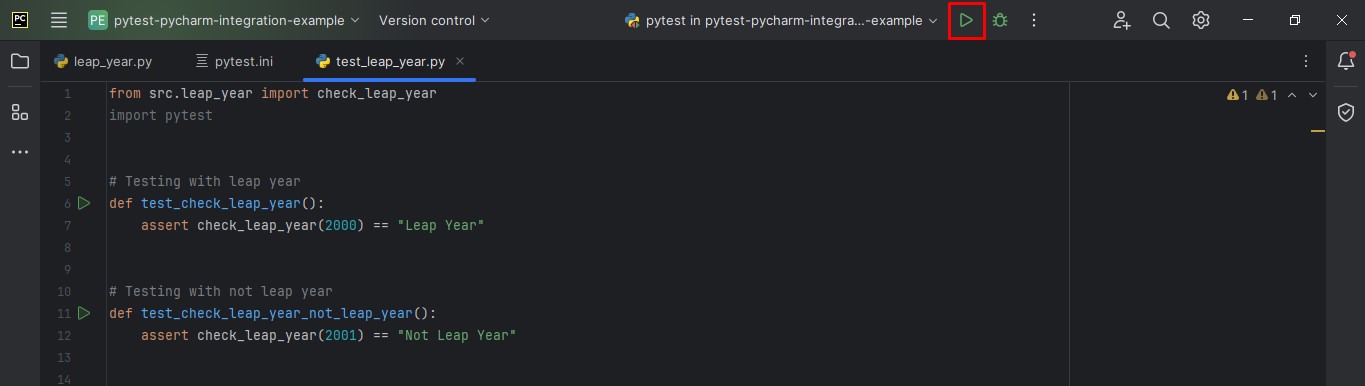 PC PE pytest-pycharm-integration-example Version control pytest in pytest-pycharm-integra...-example
leap_year.py pytest.ini test_leap_year.py
1 from src.leap_year import check_leap_year 1 1
2 import pytest
3
4
5 # Testing with leap year
6 def test_check_leap_year():
7 assert check_leap_year(2000) == "Leap Year"
8
9
10 # Testing with not leap year
11 def test_check_leap_year_not_leap_year():
12 assert check_leap_year(2001) == "Not Leap Year"
13
14